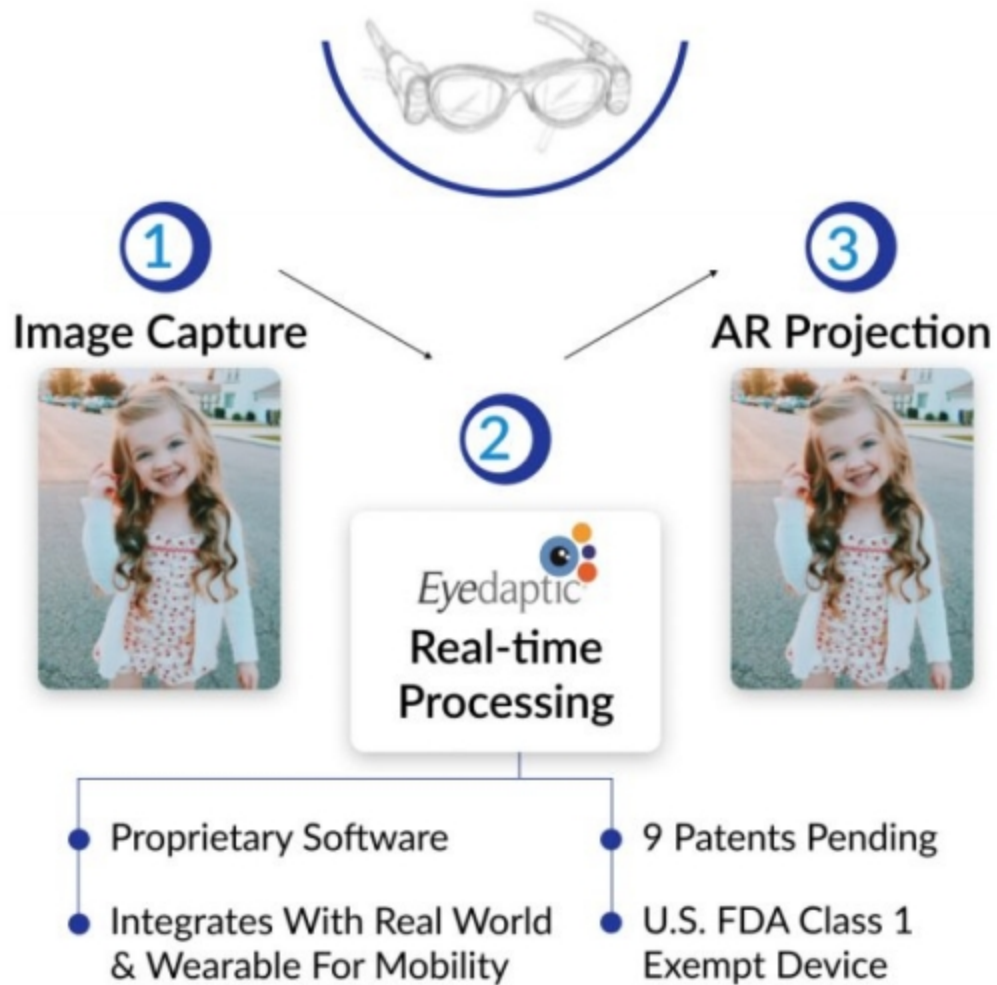 1
Image Capture
3
AR Projection
2
Eyedaptic
Real-time
Processing
Proprietary Software
Integrates With Real World
& Wearable For Mobility
9 Patents Pending
U.S. FDA Class 1
Exempt Device